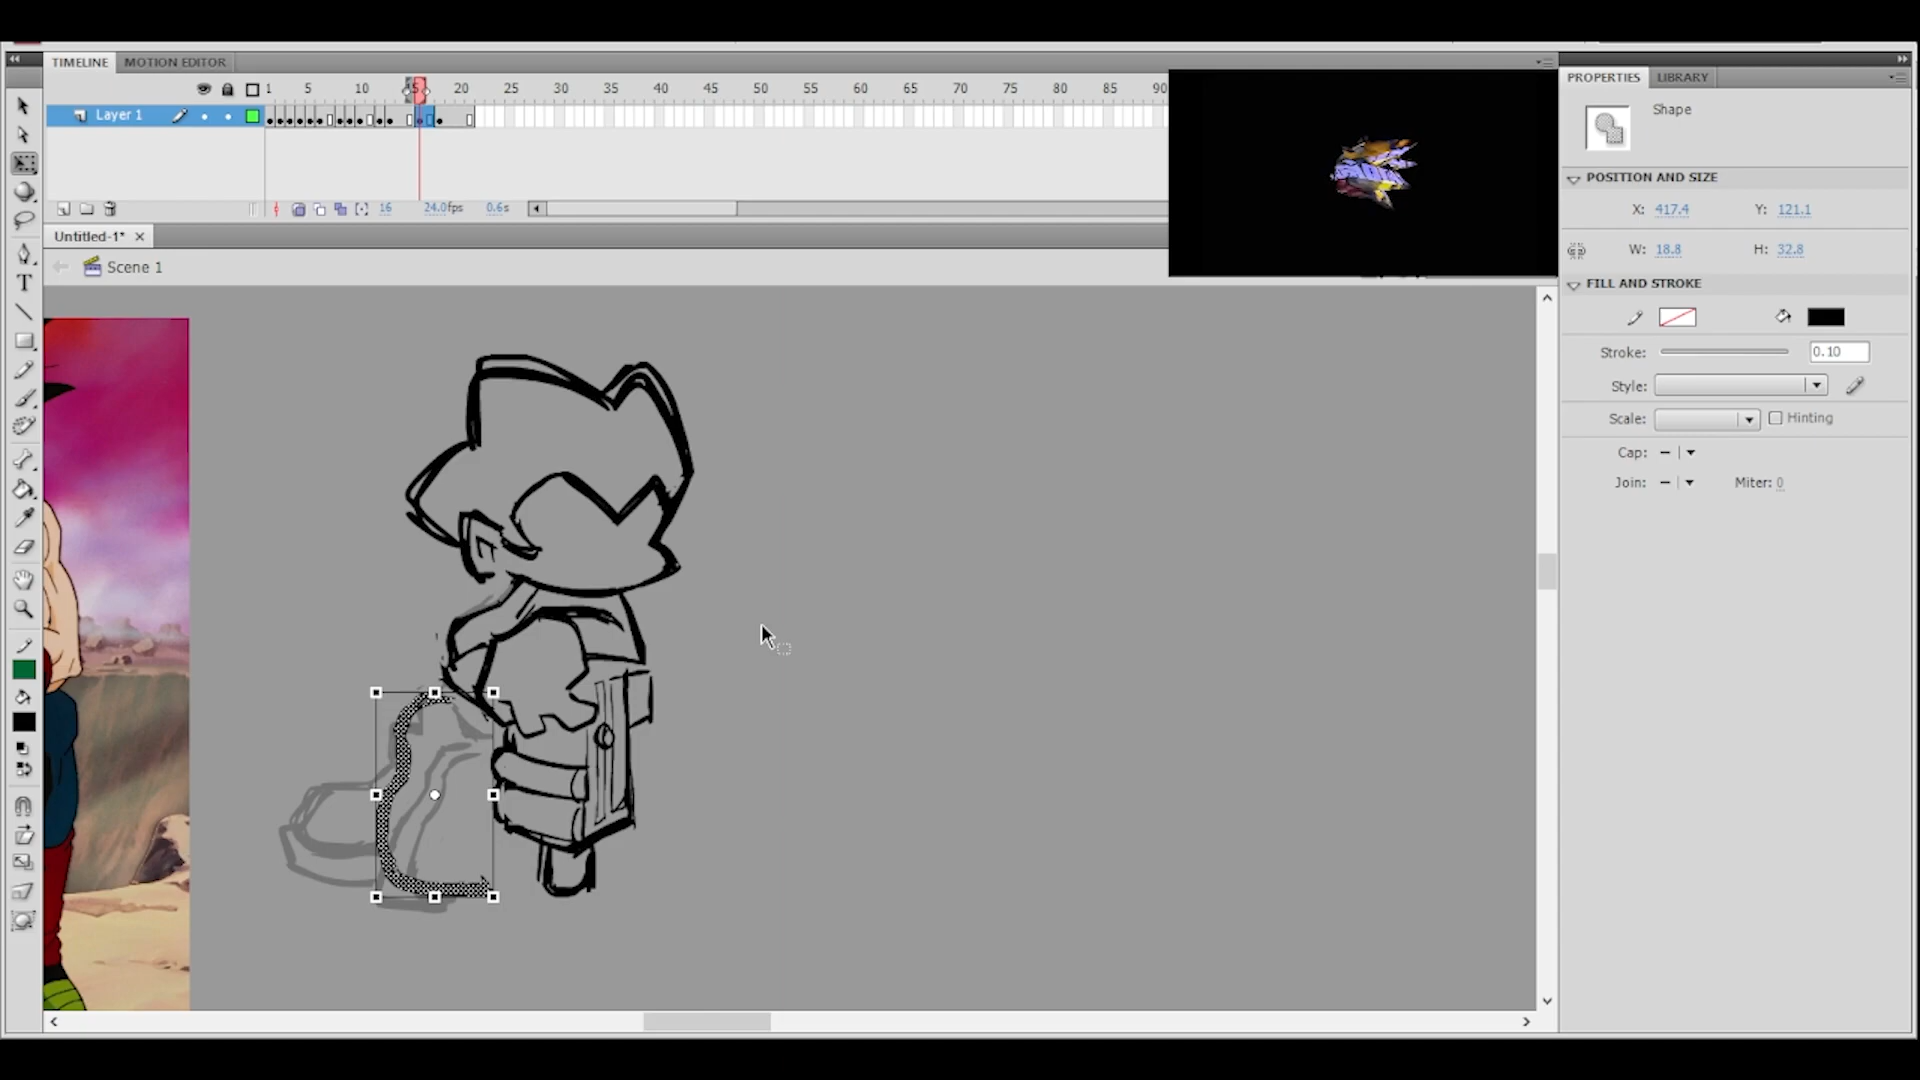 TIMELINE MOTION EDITOR
1 5 10 15 20 25 30 35 40 45 50 55 60 65 70 75 80 85 90
Layer 1
16 24.0fps 0.6s
Untitled-1*
Scene 1
PROPERTIES LIBRARY
Shape
POSITION AND SIZE
X: 417.4 Y: 121.1
W: 18.8 H: 32.8
FILL AND STROKE
Stroke: 0.10
Style:
Scale: Hinting
Cap:
Join: Miter: 0